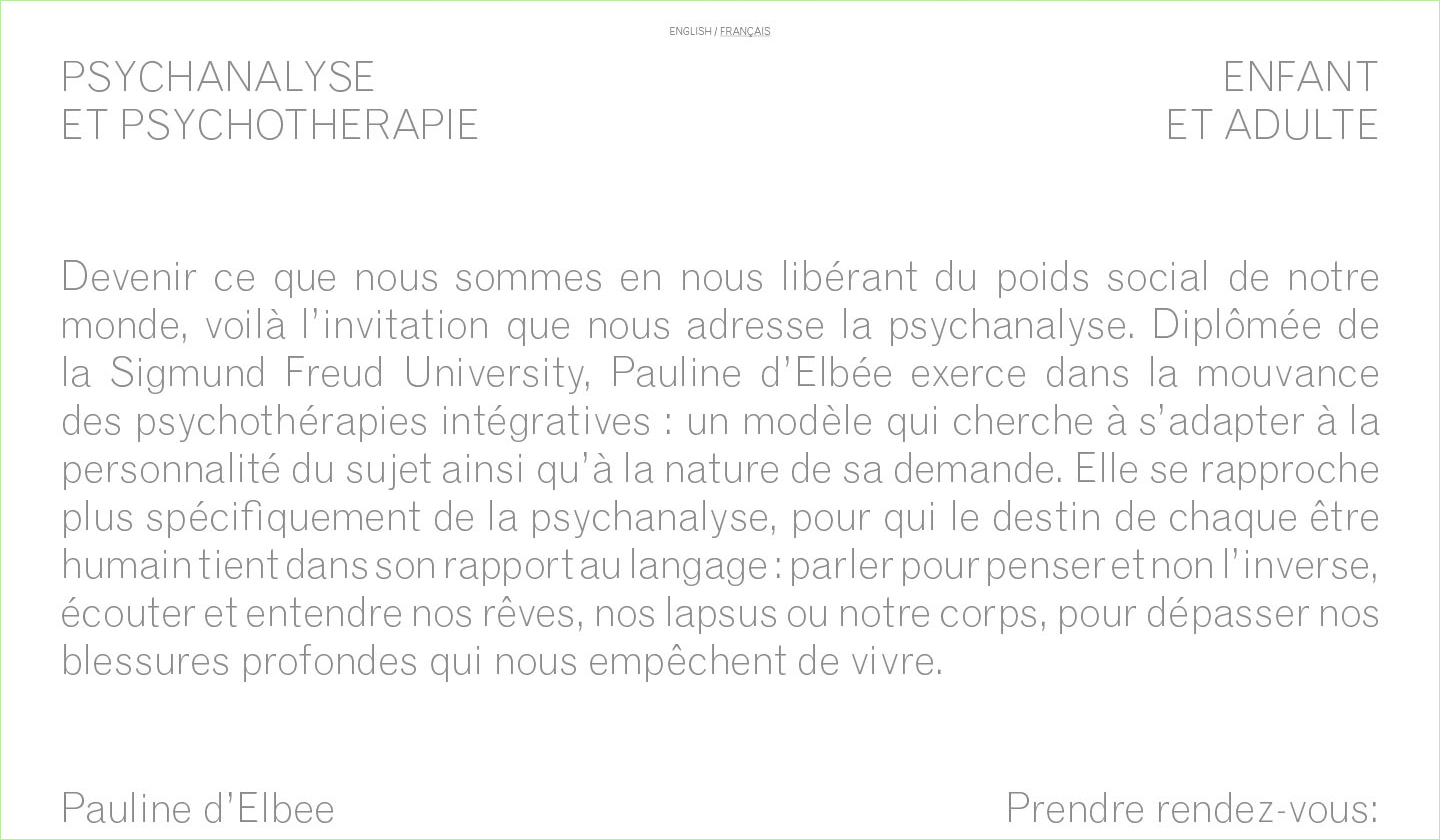 ENGLISH / FRANÇAIS
PSYCHANALYSE
ET PSYCHOTHERAPIE
ENFANT
ET ADULTE
Devenir ce que nous sommes en nous libérant du poids social de notre
monde, voilà l’invitation que nous adresse la psychanalyse. Diplômée de
la Sigmund Freud University, Pauline d’Elbée exerce dans la mouvance
des psychothérapies intégratives : un modèle qui cherche à s’adapter à la
personnalité du sujet ainsi qu’à la nature de sa demande. Elle se rapproche
plus spécifiquement de la psychanalyse, pour qui le destin de chaque être
humain tient dans son rapport au langage : parler pour penser et non l’inverse,
écouter et entendre nos rêves, nos lapsus ou notre corps, pour dépasser nos
blessures profondes qui nous empêchent de vivre.
Pauline d’Elbee
Prendre rendez-vous: